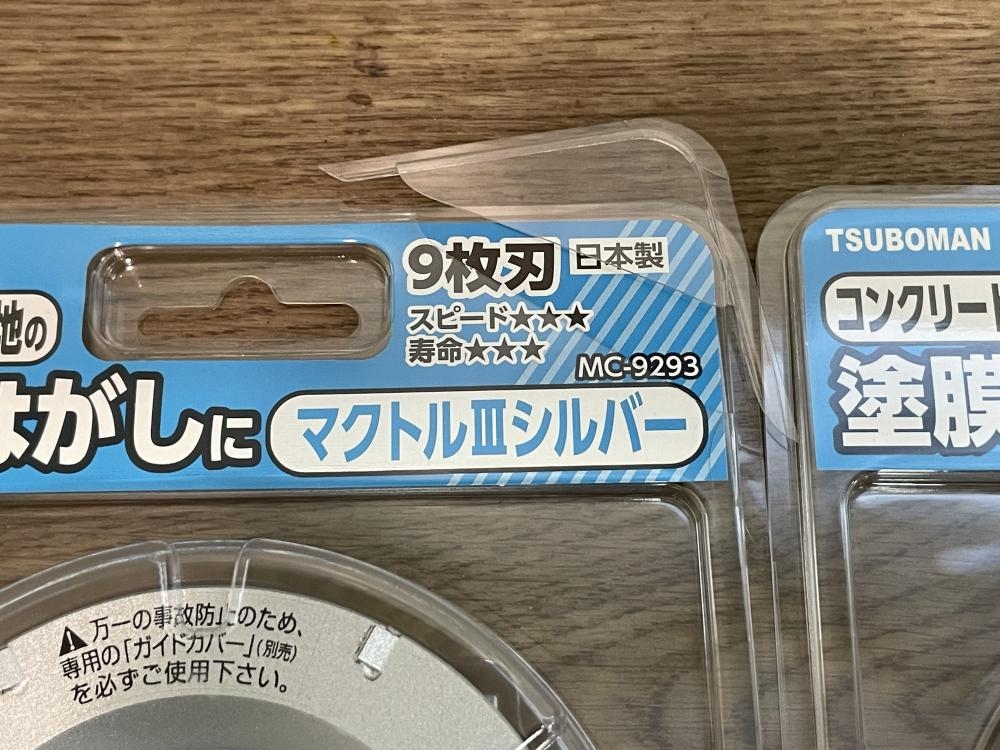 9枚刃 日本製
スピード★★★
寿命★★★
MC-9293
地の
はがしに マクトルⅢシルバー
⚠万一の事故防止のため、
専用の「ガイドカバー」(別売)
を必ずご使用下さい。
TSUBOMAN
コンクリート
塗膜